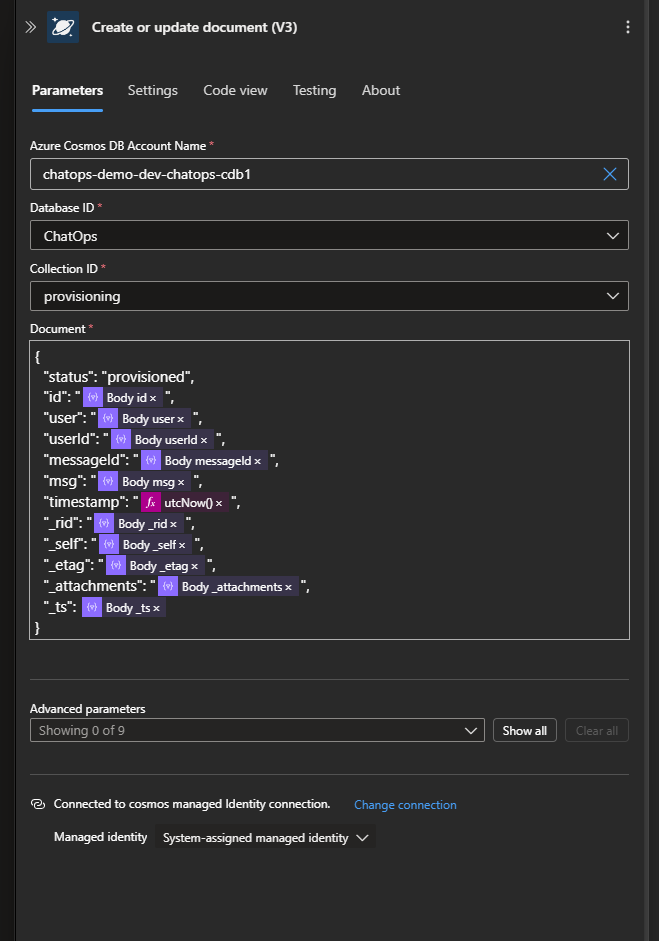 Create or update document (V3)
Parameters Settings Code view Testing About
Azure Cosmos DB Account Name *
chatops-demo-dev-chatops-cdb1
Database ID *
ChatOps
Collection ID *
provisioning
Document *
{
"status": "provisioned",
"id": " {v} Body id × ",
"user": " {v} Body user × ",
"userId": " {v} Body userId × ",
"messageId": " {v} Body messageId × ",
"msg": " {v} Body msg × ",
"timestamp": " fx utcNow() × ",
"_rid": " {v} Body _rid × ",
"_self": " {v} Body _self × ",
"_etag": " {v} Body _etag × ",
"_attachments": " {v} Body _attachments × ",
"_ts": {v} Body _ts ×
}
Advanced parameters
Showing 0 of 9 Show all Clear all
Connected to cosmos managed Identity connection. Change connection
Managed identity System-assigned managed identity